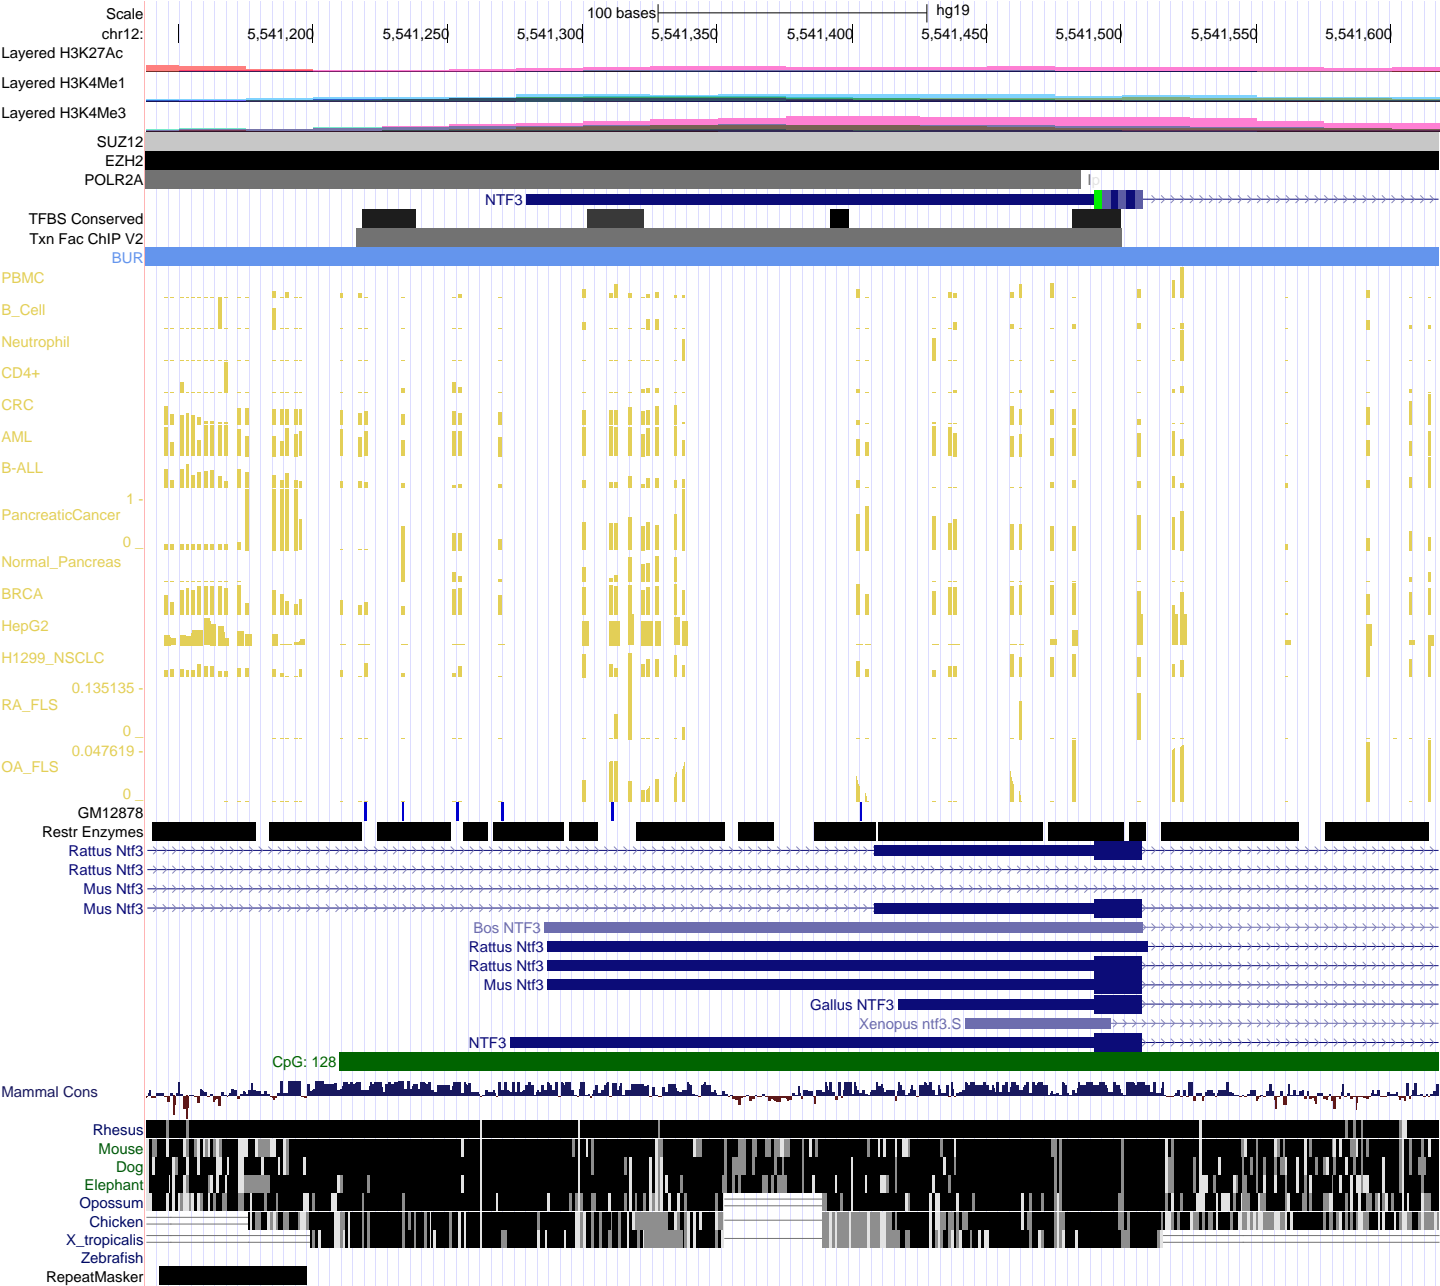 Scale 100 bases hg19
chr12: 5,541,200 5,541,250 5,541,300 5,541,350 5,541,400 5,541,450 5,541,500 5,541,550 5,541,600
Layered H3K27Ac
Layered H3K4Me1
Layered H3K4Me3
SUZ12
EZH2
POLR2A
NTF3
TFBS Conserved
Txn Fac ChIP V2
BUR
PBMC
B_Cell
Neutrophil
CD4+
CRC
AML
B-ALL
1 -
PancreaticCancer
0 _
Normal_Pancreas
BRCA
HepG2
H1299_NSCLC
0.135135 -
RA_FLS
0 _
0.047619 -
OA_FLS
0 _
GM12878
Restr Enzymes
Rattus Ntf3
Rattus Ntf3
Mus Ntf3
Mus Ntf3
Bos NTF3
Rattus Ntf3
Rattus Ntf3
Mus Ntf3
Gallus NTF3
Xenopus ntf3.S
NTF3
CpG: 128
Mammal Cons
Rhesus
Mouse
Dog
Elephant
Opossum
Chicken
X_tropicalis
Zebrafish
RepeatMasker